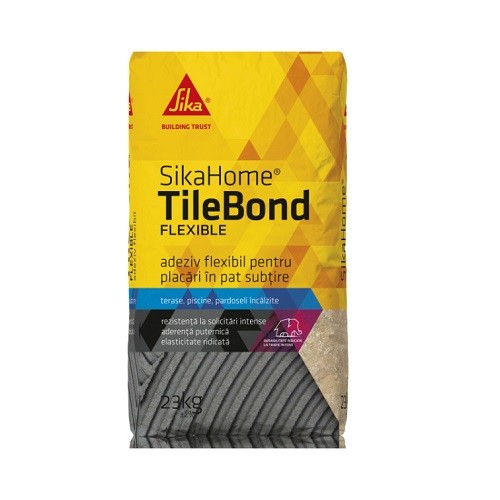 Sika®
BUILDING TRUST
SikaHome®
TileBond
FLEXIBLE
adeziv flexibil pentru
placări în pat subțire
terase, piscine, pardoseli încălzite
rezistență la solicitări intense
aderență puternică
elasticitate ridicată
23kg